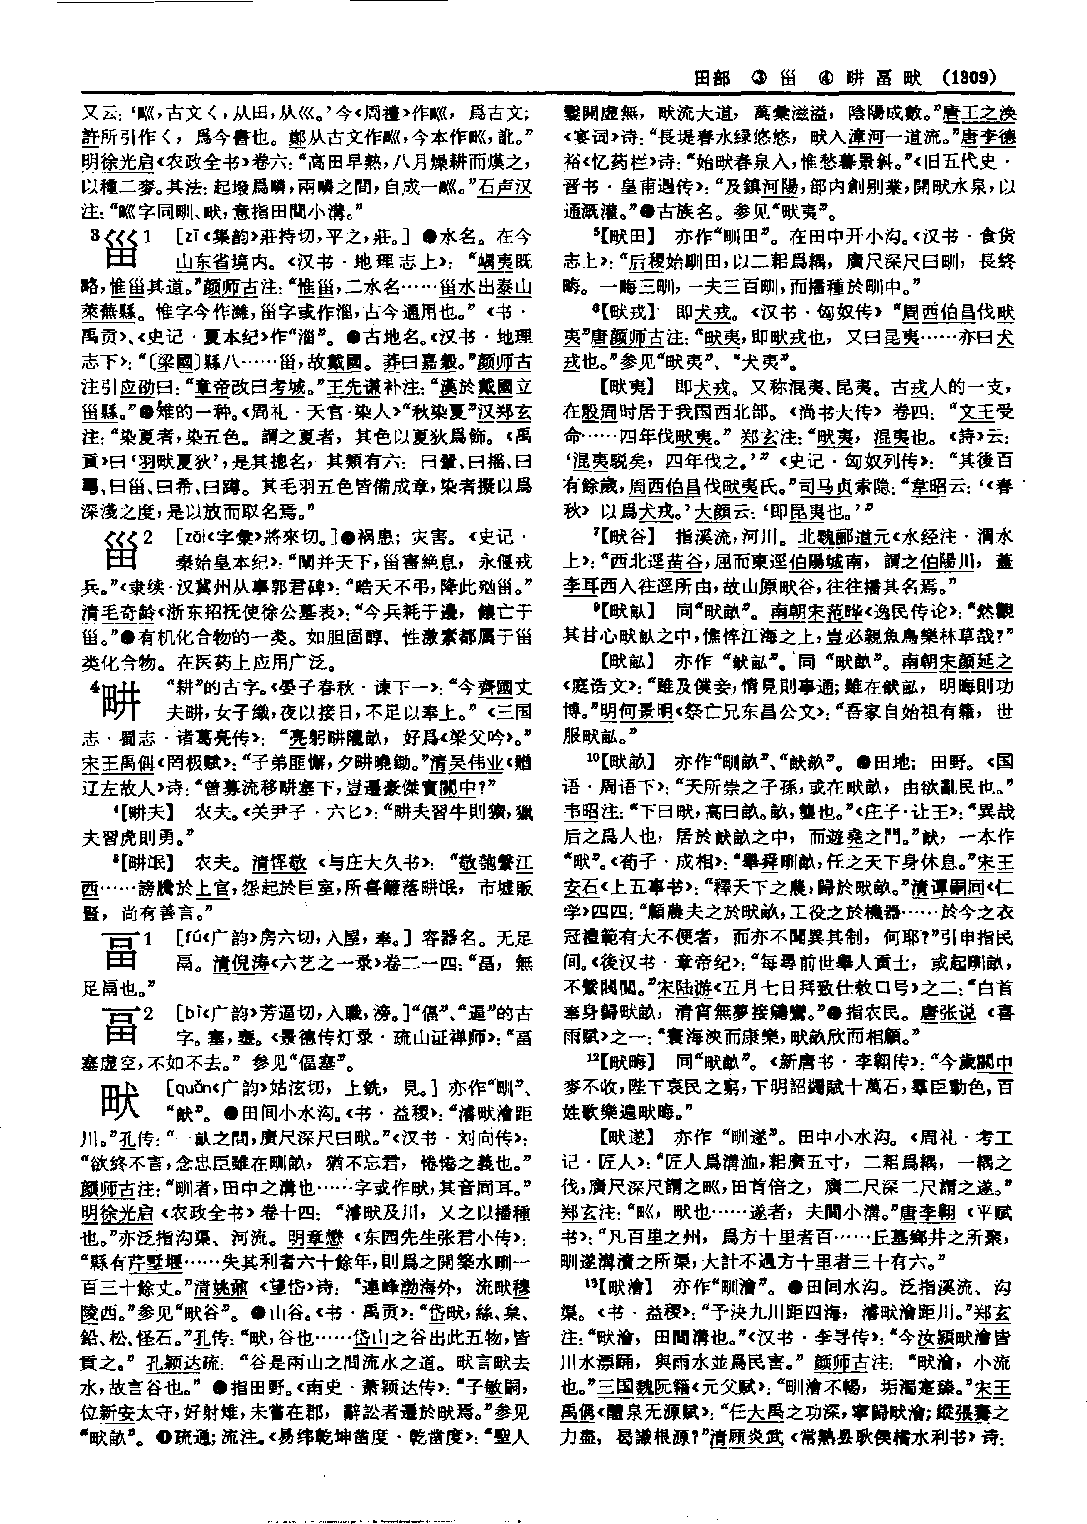 田部 ③ 甾 ④ 畊 畐 畎 (1309)
又云：‘甽，古文く，从田，从巛。’今《周禮》作甽，爲古文；
許所引作く，爲今書也。鄭从古文作甽，今本作畎，訛。”
明徐光启《农政全书》卷六：“高田早熟，八月燥耕而熯之，
以種二麥。其法：起墢爲疄，兩疄之間，自成一甽。”石声汉
注：“甽字同甽、畎，意指田間小溝。”
³甾1 [zī《集韵》莊持切，平之，莊。] ❶水名。在今
山东省境内。《汉书·地理志上》：“嵎夷既
略，惟甾其道。”颜师古注：“惟甾，二水名……甾水出泰山
萊蕪縣。惟字今作濰，甾字或作淄，古今通用也。”《书·
禹贡》、《史记·夏本纪》作“淄”。❷古地名。《汉书·地理
志下》：“〔梁國〕縣八……甾，故戴國。莽曰嘉穀。”颜师古
注引应劭曰：“章帝改曰考城。”王先谦补注：“漢於戴國立
甾縣。”❸雉的一种。《周礼·天官·染人》“秋染夏”汉郑玄
注：“染夏者，染五色。謂之夏者，其色以夏狄爲飾。《禹
貢》曰‘羽畎夏狄’，是其總名，其類有六：曰翬、曰搖、曰
、曰甾、曰希、曰蹲。其毛羽五色皆備成章，染者擬以爲
深淺之度，是以放而取名焉。”
甾2 [zāi《字彙》將來切。]❶祸患；灾害。《史记·
秦始皇本纪》：“闡并天下，甾害絶息，永偃戎
兵。”《隶续·汉冀州从事郭君碑》：“晧天不弔，降此殃甾。”
清毛奇龄《浙东招抚使徐公墓表》：“今兵耗于邊，餽亡于
甾。”❷有机化合物的一类。如胆固醇、性激素都属于甾
类化合物。在医药上应用广泛。
⁴畊 “耕”的古字。《晏子春秋·谏下一》：“今齊國丈
夫畊，女子織，夜以接日，不足以奉上。”《三国
志·蜀志·诸葛亮传》：“亮躬畊隴畝，好爲《梁父吟》。”
宋王禹偁《罔极赋》：“子弟匪懈，夕畊曉鋤。”清吴伟业《赠
辽左故人》诗：“曾募流移畊塞下，豈遷豪傑實關中？”
⁴[畊夫] 农夫。《关尹子·六匕》：“畊夫習牛則獷，獵
夫習虎則勇。”
⁸[畊氓] 农夫。清恽敬《与庄大久书》：“敬匏繫江
西……謗騰於上官，怨起於巨室，所喜籬落畊氓，市墟販
豎，尚有善言。”
畐1 [fú《广韵》房六切，入屋，奉。] 容器名。无足
鬲。清倪涛《六艺之一录》卷二一四：“畐，無
足鬲也。”
畐2 [bī《广韵》芳逼切，入職，滂。]“偪”、“逼”的古
字。塞，壅。《景德传灯录·疏山证禅师》：“畐
塞虚空，不如不去。”参见“偪塞”。
畎 [quǎn《广韵》姑泫切，上銑，見。] 亦作“甽”、
“𤱶”。❶田间小水沟。《书·益稷》：“濬畎澮距
川。”孔传：“一畝之間，廣尺深尺曰畎。”《汉书·刘向传》：
“欲終不言，念忠臣雖在甽畝，猶不忘君，惓惓之義也。”
颜师古注：“甽者，田中之溝也……字或作畎，其音同耳。”
明徐光启《农政全书》卷十四：“濬畎及川，又之以播種
也。”亦泛指沟渠、河流。明章懋《东西先生张君小传》：
“縣有芹墅堰……失其利者六十餘年，則爲之開築水甽一
百三十餘丈。”清姚鼐《望岱》诗：“連峰渤海外，流畎穆
陵西。”参见“畎谷”。❷山谷。《书·禹贡》：“岱畎，絲、枲、
鉛、松、怪石。”孔传：“畎，谷也……岱山之谷出此五物，皆
貢之。”孔颖达疏：“谷是兩山之間流水之道。畎言畎去
水，故言谷也。”❸指田野。《南史·萧颖达传》：“子敏嗣，
位新安太守，好射雉，未嘗在郡，辭訟者遷於畎焉。”参见
“畎畝”。❹疏通；流注。《易纬乾坤凿度·乾凿度》：“聖人
鑿開虛無，畎流大道，萬彙滋溢，陰陽成數。”唐王之涣
《宴词》诗：“長堤春水緑悠悠，畎入漳河一道流。”唐李德
裕《忆药栏》诗：“始畎春泉入，惟愁暮景斜。”《旧五代史·
晋书·皇甫遇传》：“及鎮河陽，部内創別業，開畎水泉，以
通溉灌。”❺古族名。参见“畎夷”。
⁵[畎田] 亦作“甽田”。在田中开小沟。《汉书·食货
志上》：“后稷始甽田，以二耜爲耦，廣尺深尺曰甽，長終
畮。一畮三甽，一夫三百甽，而播種於甽中。”
⁶[畎戎] 即犬戎。《汉书·匈奴传》“周西伯昌伐畎
夷”唐颜师古注：“畎夷，即畎戎也，又曰昆夷……亦曰犬
戎也。”参见“畎夷”、“犬夷”。
[畎夷] 即犬戎。又称混夷、昆夷。古戎人的一支，
在殷周时居于我国西北部。《尚书大传》卷四：“文王受
命……四年伐畎夷。”郑玄注：“畎夷，混夷也。《詩》云：
‘混夷駾矣，四年伐之。’”《史记·匈奴列传》：“其後百
有餘歲，周西伯昌伐畎夷氏。”司马贞索隐：“韋昭云：‘《春
秋》以爲犬戎。’大顔云：‘即昆夷也。’”
⁷[畎谷] 指溪流，河川。北魏郦道元《水经注·渭水
上》：“西北逕苗谷，屈而東逕伯陽城南，謂之伯陽川，蓋
李耳西入往逕所由，故山原畎谷，往往播其名焉。”
⁹[畎𤱔] 同“畎畝”。南朝宋范晔《逸民传论》：“然觀
其甘心畎𤱔之中，憔悴江海之上，豈必親魚鳥樂林草哉？”
[畎畆] 亦作“𤱶畆”。同“畎畝”。南朝宋颜延之
《庭诰文》：“雖及僕妾，情見則事通；雖在𤱶畆，明晦則功
博。”明何景明《祭亡兄东昌公文》：“吾家自始祖有籍，世
服畎畆。”
¹⁰[畎畝] 亦作“甽畝”、“𤱶畝”。❶田地；田野。《国
语·周语下》：“天所崇之子孫，或在畎畝，由欲亂民也。”
韦昭注：“下曰畎，高曰畝。畝，壟也。”《庄子·让王》：“異哉
后之爲人也，居於𤱶畝之中，而遊堯之門。”𤱶，一本作
“畎”。《荀子·成相》：“舉舜甽畝，任之天下身休息。”宋王
安石《上五事书》：“釋天下之農，歸於畎畝。”清谭嗣同《仁
学》四四：“願農夫之於畎畝，工役之於機器……於今之衣
冠禮範有大不便者，而亦不聞異其制，何耶？”引申指民
间。《後汉书·章帝纪》：“每尋前世舉人貢士，或起甽畝，
不繫閥閱。”宋陆游《五月七日拜致仕敕口号》之二：“白首
奉身歸畎畝，清宵無夢接鵷鸞。”❷指农民。唐张说《喜
雨赋》之一：“賽海泱而康樂，畎畝欣而相顧。”
¹²[畎畮] 同“畎畝”。《新唐书·李翱传》：“今歲關中
麥不收，陛下哀民之窮，下明詔蠲賦十萬石，羣臣動色，百
姓歌樂遍畎畮。”
[畎遂] 亦作“甽遂”。田中小水沟。《周礼·考工
记·匠人》：“匠人爲溝洫，耜廣五寸，二耜爲耦，一耦之
伐，廣尺深尺謂之甽，田首倍之，廣二尺深二尺謂之遂。”
郑玄注：“甽，畎也……遂者，夫間小溝。”唐李翱《平赋
书》：“凡百里之州，爲方十里者百……丘墓鄉井之所聚，
甽遂溝瀆之所渠，大計不過方十里者三十有六。”
¹³[畎澮] 亦作“甽澮”。❶田间水沟。泛指溪流、沟
渠。《书·益稷》：“予決九川距四海，濬畎澮距川。”郑玄
注：“畎澮，田間溝也。”《汉书·李寻传》：“今汝潁畎澮皆
川水漂踊，與雨水並爲民害。”颜师古注：“畎澮，小流
也。”三国魏阮籍《元父赋》：“甽澮不暢，垢濁寔臻。”宋王
禹偁《醴泉无源赋》：“任大禹之功深，寧歸畎澮；縱張騫之
力盡，曷識根源？”清顾炎武《常熟县耿侯橘水利书》诗：